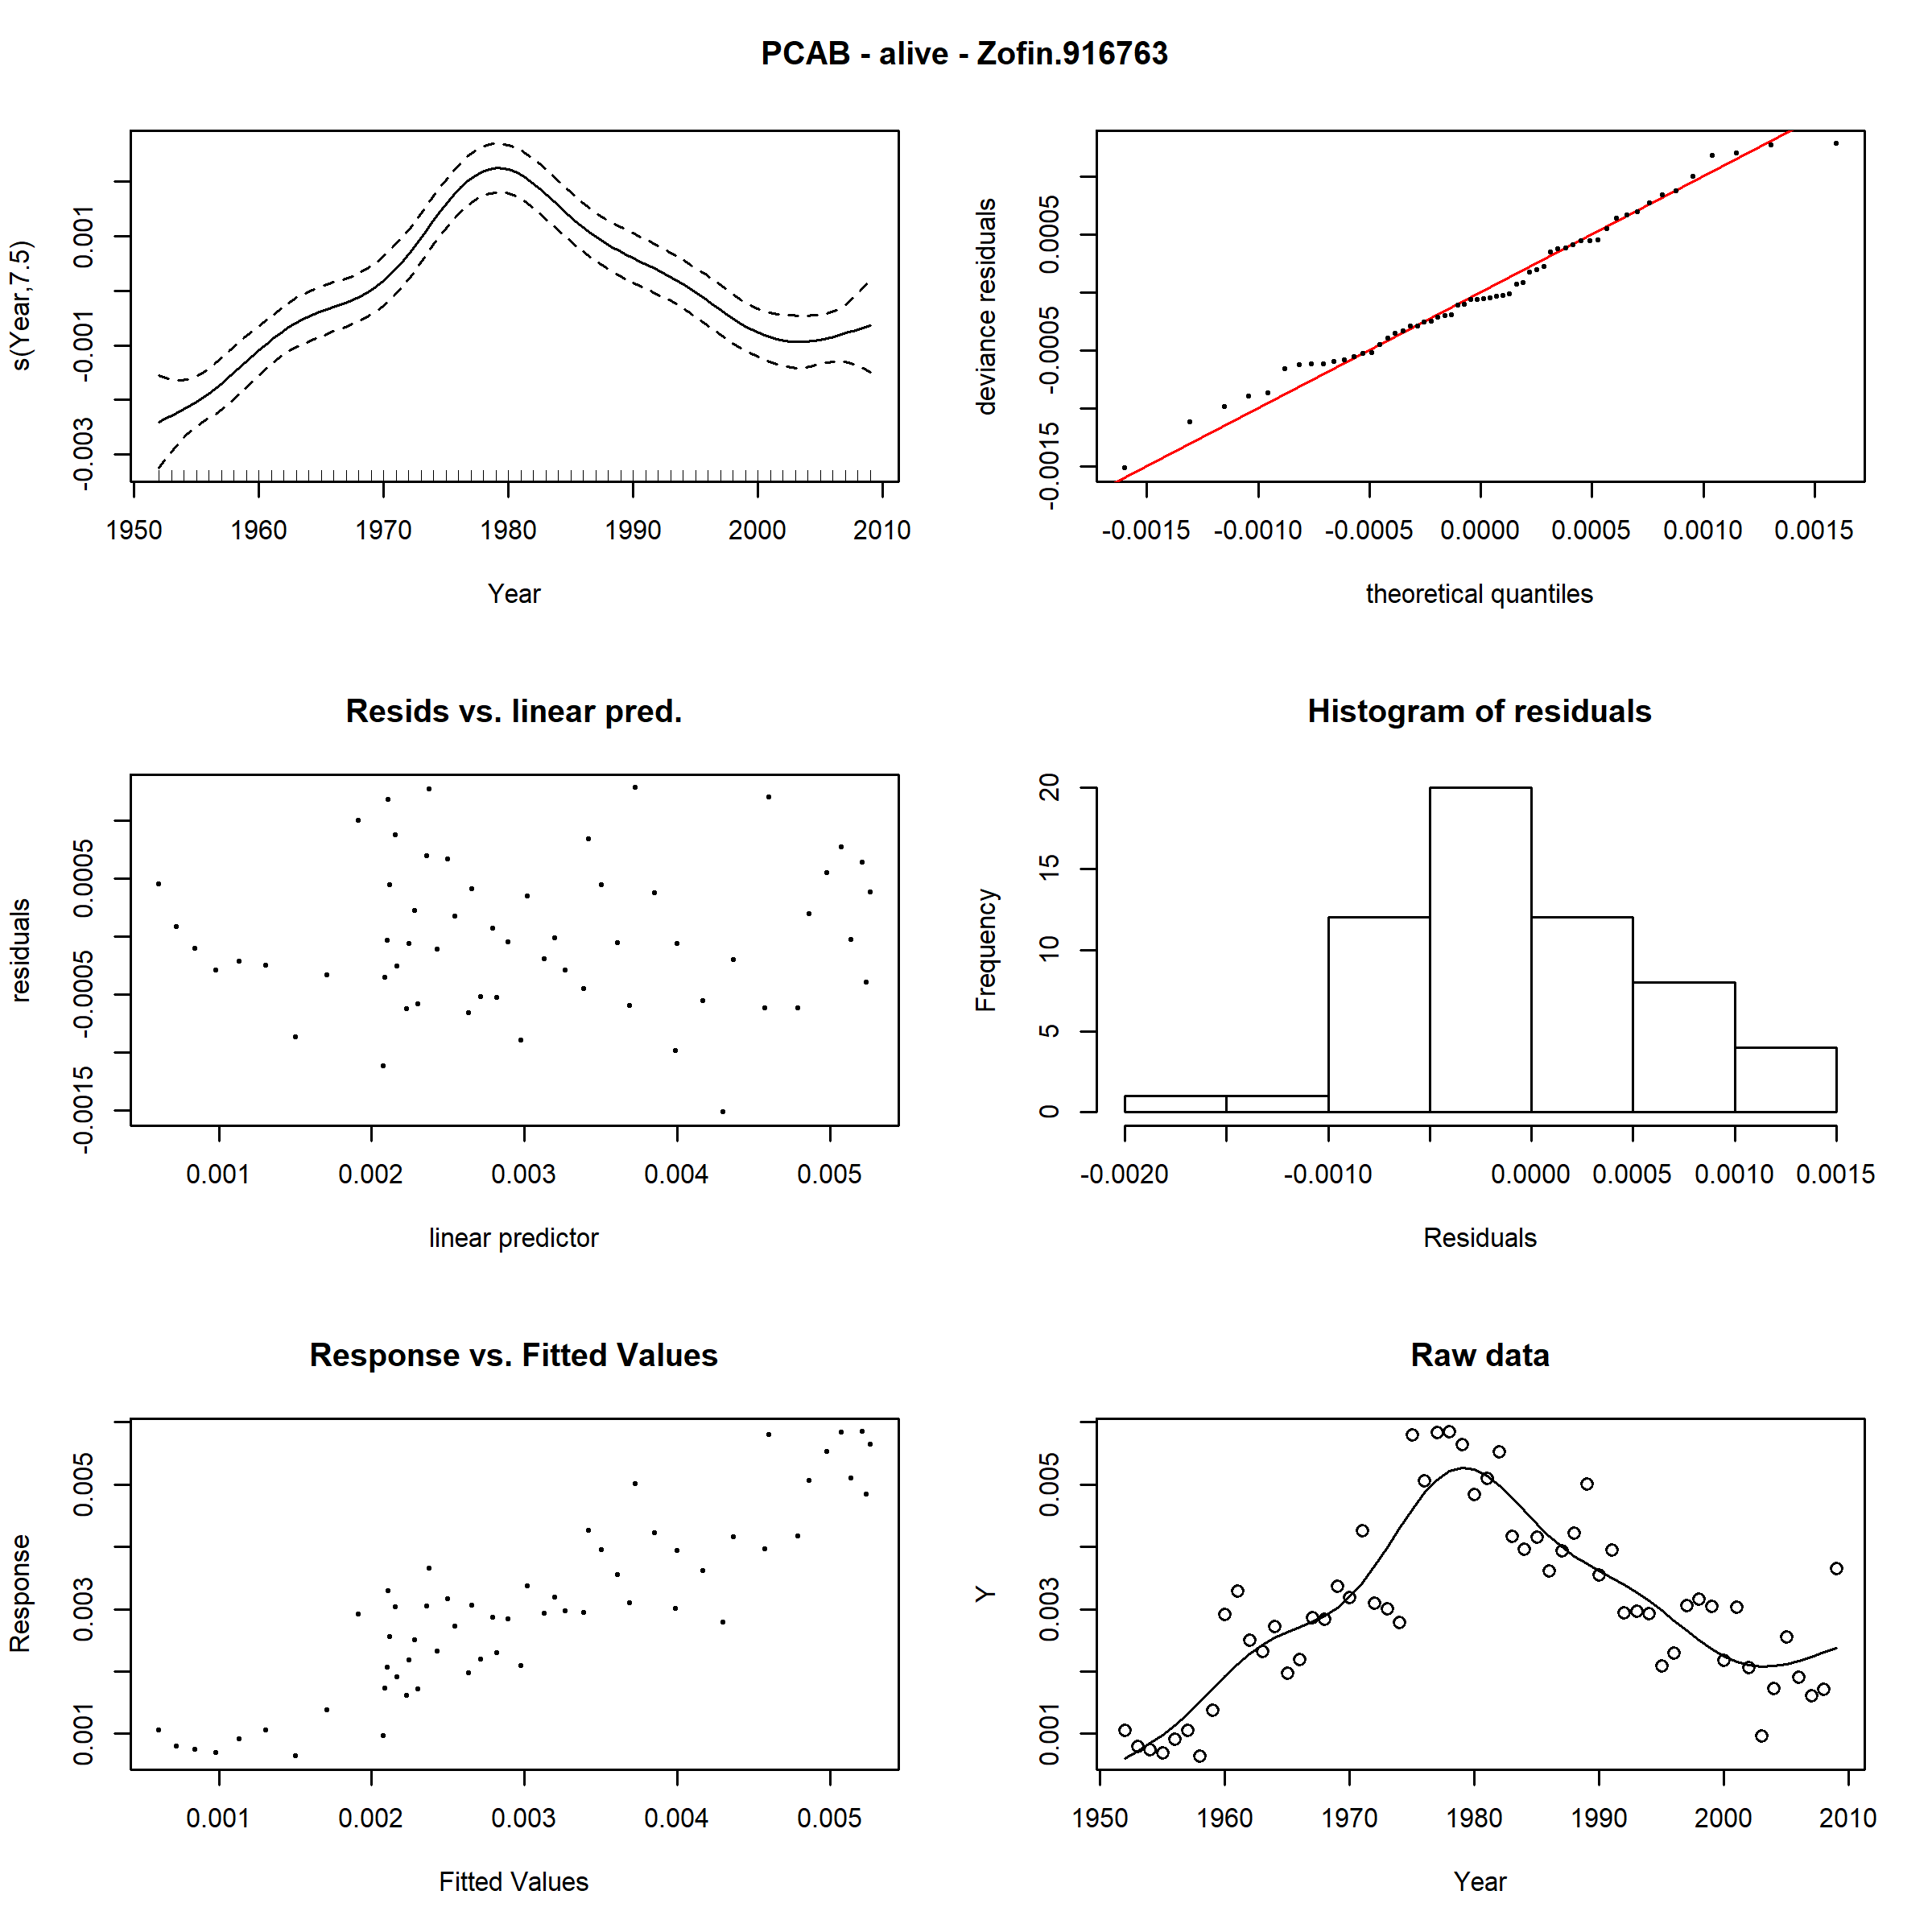 PCAB - alive - Zofin.916763
s(Year,7.5)
0.001
-0.001
-0.003
1950 1960 1970 1980 1990 2000 2010
Year
deviance residuals
0.0005
-0.0005
-0.0015
-0.0015 -0.0010 -0.0005 0.0000 0.0005 0.0010 0.0015
theoretical quantiles
Resids vs. linear pred.
residuals
0.0005
-0.0005
-0.0015
0.001 0.002 0.003 0.004 0.005
linear predictor
Histogram of residuals
Frequency
20
15
10
5
0
-0.0020 -0.0010 0.0000 0.0005 0.0010 0.0015
Residuals
Response vs. Fitted Values
Response
0.005
0.003
0.001
0.001 0.002 0.003 0.004 0.005
Fitted Values
Raw data
Y
0.005
0.003
0.001
1950 1960 1970 1980 1990 2000 2010
Year